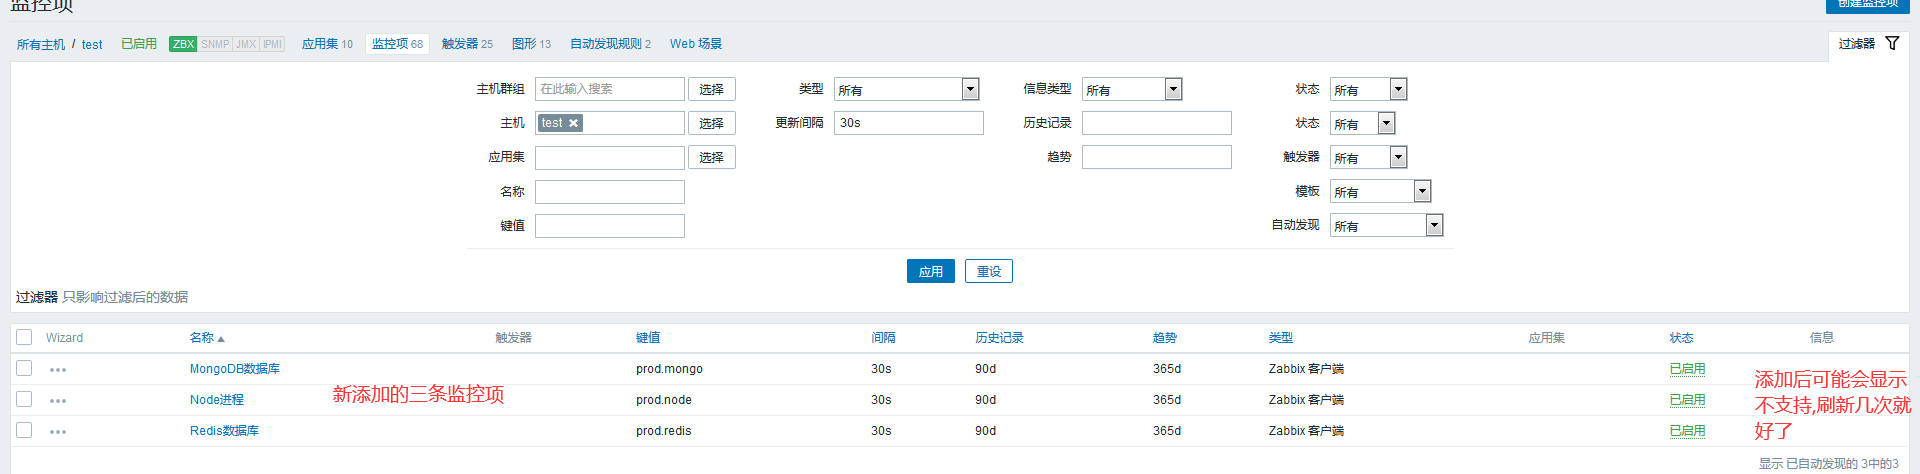 监控项
创建监控项
所有主机 / test 已启用 ZBX SNMP JMX IPMI 应用集 10 监控项 68 触发器 25 图形 13 自动发现规则 2 Web 场景 过滤器
主机群组 在此输入搜索 选择 类型 所有 信息类型 所有 状态 所有
主机 test 选择 更新间隔 30s 历史记录 状态 所有
应用集 选择 趋势 触发器 所有
名称 模板 所有
键值 自动发现 所有
应用 重设
过滤器 只影响过滤后的数据
Wizard 名称 触发器 键值 间隔 历史记录 趋势 类型 应用集 状态 信息
MongoDB数据库 prod.mongo 30s 90d 365d Zabbix 客户端 已启用
Node进程 prod.node 30s 90d 365d Zabbix 客户端 已启用
Redis数据库 prod.redis 30s 90d 365d Zabbix 客户端 已启用
新添加的三条监控项
添加后可能会显示
不支持,刷新几次就
好了
显示 已自动发现的 3中的3